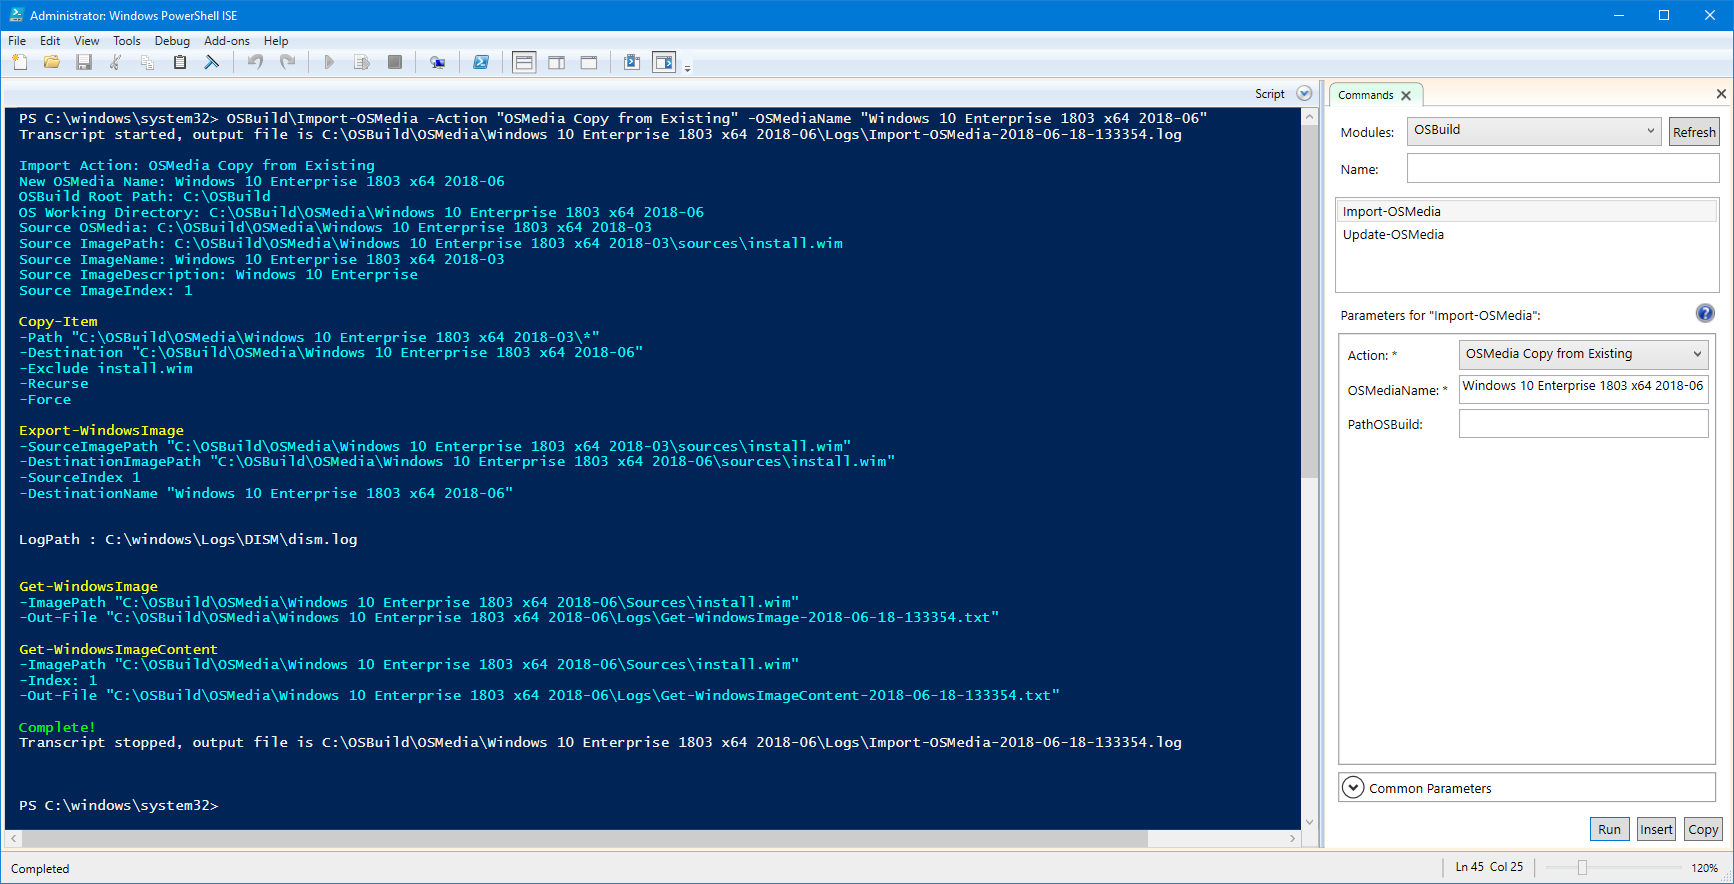 Administrator: Windows PowerShell ISE
File Edit View Tools Debug Add-ons Help
Script
PS C:\windows\system32> OSBuild\Import-OSMedia -Action "OSMedia Copy from Existing" -OSMediaName "Windows 10 Enterprise 1803 x64 2018-06"
Transcript started, output file is C:\OSBuild\OSMedia\Windows 10 Enterprise 1803 x64 2018-06\Logs\Import-OSMedia-2018-06-18-133354.log
Import Action: OSMedia Copy from Existing
New OSMedia Name: Windows 10 Enterprise 1803 x64 2018-06
OSBuild Root Path: C:\OSBuild
OS Working Directory: C:\OSBuild\OSMedia\Windows 10 Enterprise 1803 x64 2018-06
Source OSMedia: C:\OSBuild\OSMedia\Windows 10 Enterprise 1803 x64 2018-03
Source ImagePath: C:\OSBuild\OSMedia\Windows 10 Enterprise 1803 x64 2018-03\sources\install.wim
Source ImageName: Windows 10 Enterprise 1803 x64 2018-03
Source ImageDescription: Windows 10 Enterprise
Source ImageIndex: 1
Copy-Item
-Path "C:\OSBuild\OSMedia\Windows 10 Enterprise 1803 x64 2018-03\*"
-Destination "C:\OSBuild\OSMedia\Windows 10 Enterprise 1803 x64 2018-06"
-Exclude install.wim
-Recurse
-Force
Export-WindowsImage
-SourceImagePath "C:\OSBuild\OSMedia\Windows 10 Enterprise 1803 x64 2018-03\sources\install.wim"
-DestinationImagePath "C:\OSBuild\OSMedia\Windows 10 Enterprise 1803 x64 2018-06\sources\install.wim"
-SourceIndex 1
-DestinationName "Windows 10 Enterprise 1803 x64 2018-06"
LogPath : C:\windows\Logs\DISM\dism.log
Get-WindowsImage
-ImagePath "C:\OSBuild\OSMedia\Windows 10 Enterprise 1803 x64 2018-06\Sources\install.wim"
-Out-File "C:\OSBuild\OSMedia\Windows 10 Enterprise 1803 x64 2018-06\Logs\Get-WindowsImage-2018-06-18-133354.txt"
Get-WindowsImageContent
-ImagePath "C:\OSBuild\OSMedia\Windows 10 Enterprise 1803 x64 2018-06\Sources\install.wim"
-Index: 1
-Out-File "C:\OSBuild\OSMedia\Windows 10 Enterprise 1803 x64 2018-06\Logs\Get-WindowsImageContent-2018-06-18-133354.txt"
Complete!
Transcript stopped, output file is C:\OSBuild\OSMedia\Windows 10 Enterprise 1803 x64 2018-06\Logs\Import-OSMedia-2018-06-18-133354.log
PS C:\windows\system32>
Commands
Modules: OSBuild Refresh
Name:
Import-OSMedia
Update-OSMedia
Parameters for "Import-OSMedia":
Action: * OSMedia Copy from Existing
OSMediaName: * Windows 10 Enterprise 1803 x64 2018-06
PathOSBuild:
Common Parameters
Run Insert Copy
Completed
Ln 45 Col 25
120%